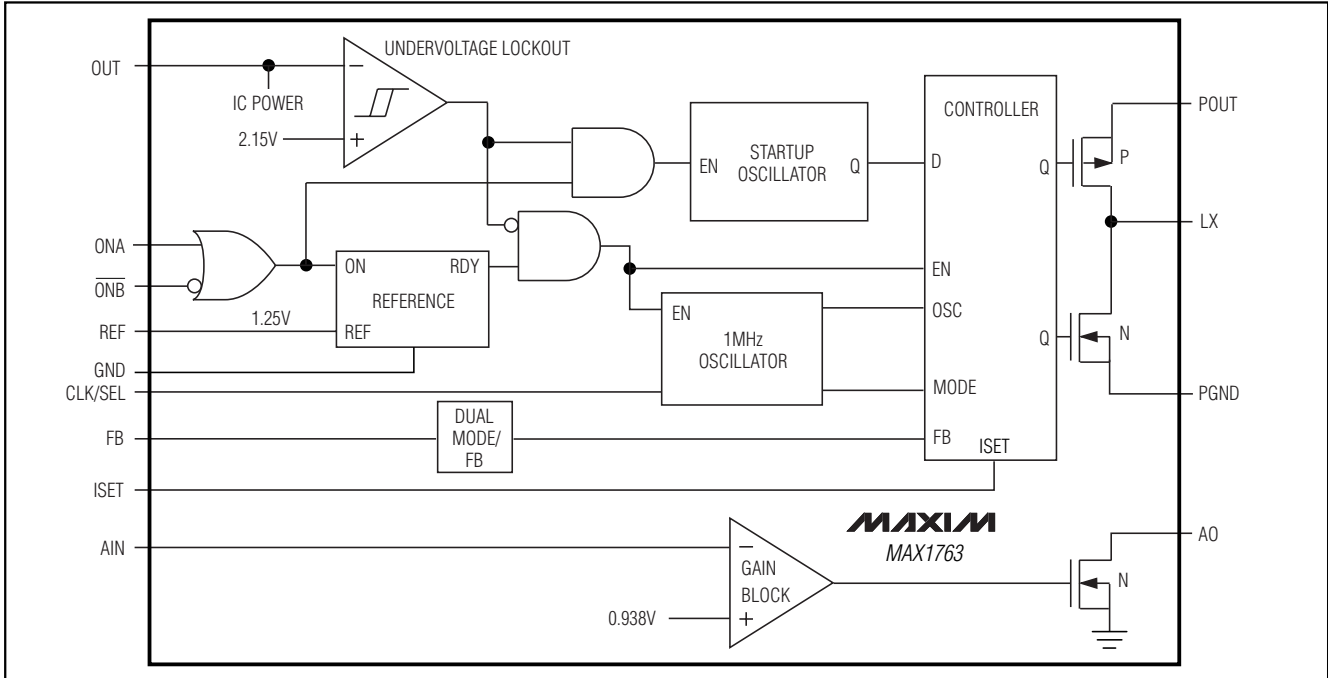 UNDERVOLTAGE LOCKOUT
OUT
−
IC POWER
2.15V
+
CONTROLLER
POUT
STARTUP
OSCILLATOR
EN
Q
D
Q
P
LX
ONA
ONB
ON
RDY
REFERENCE
1.25V
REF
REF
EN
EN
1MHz
OSCILLATOR
OSC
Q
N
GND
CLK/SEL
MODE
PGND
FB
DUAL
MODE/
FB
FB
ISET
ISET
MAXIM
MAX1763
AIN
−
GAIN
BLOCK
+
0.938V
AO
N